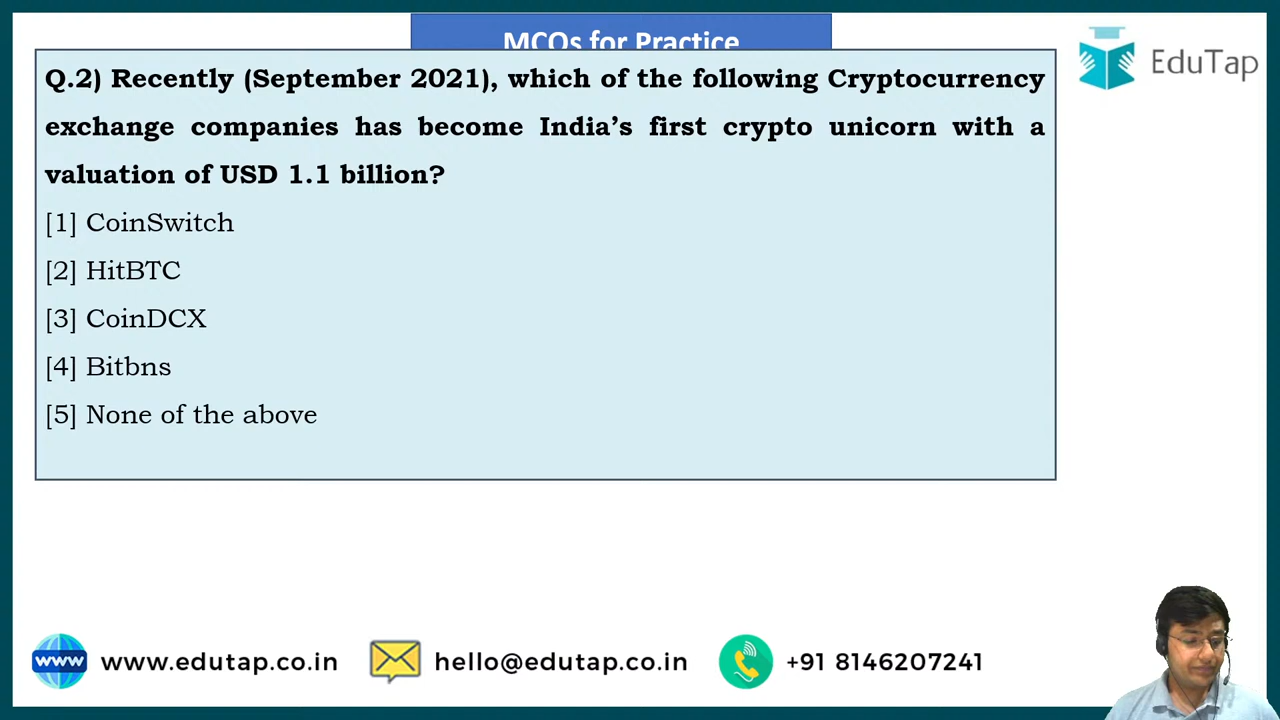 MCQs for Practice
EduTap
Q.2) Recently (September 2021), which of the following Cryptocurrency
exchange companies has become India’s first crypto unicorn with a
valuation of USD 1.1 billion?
[1] CoinSwitch
[2] HitBTC
[3] CoinDCX
[4] Bitbns
[5] None of the above
www www.edutap.co.in hello@edutap.co.in +91 8146207241